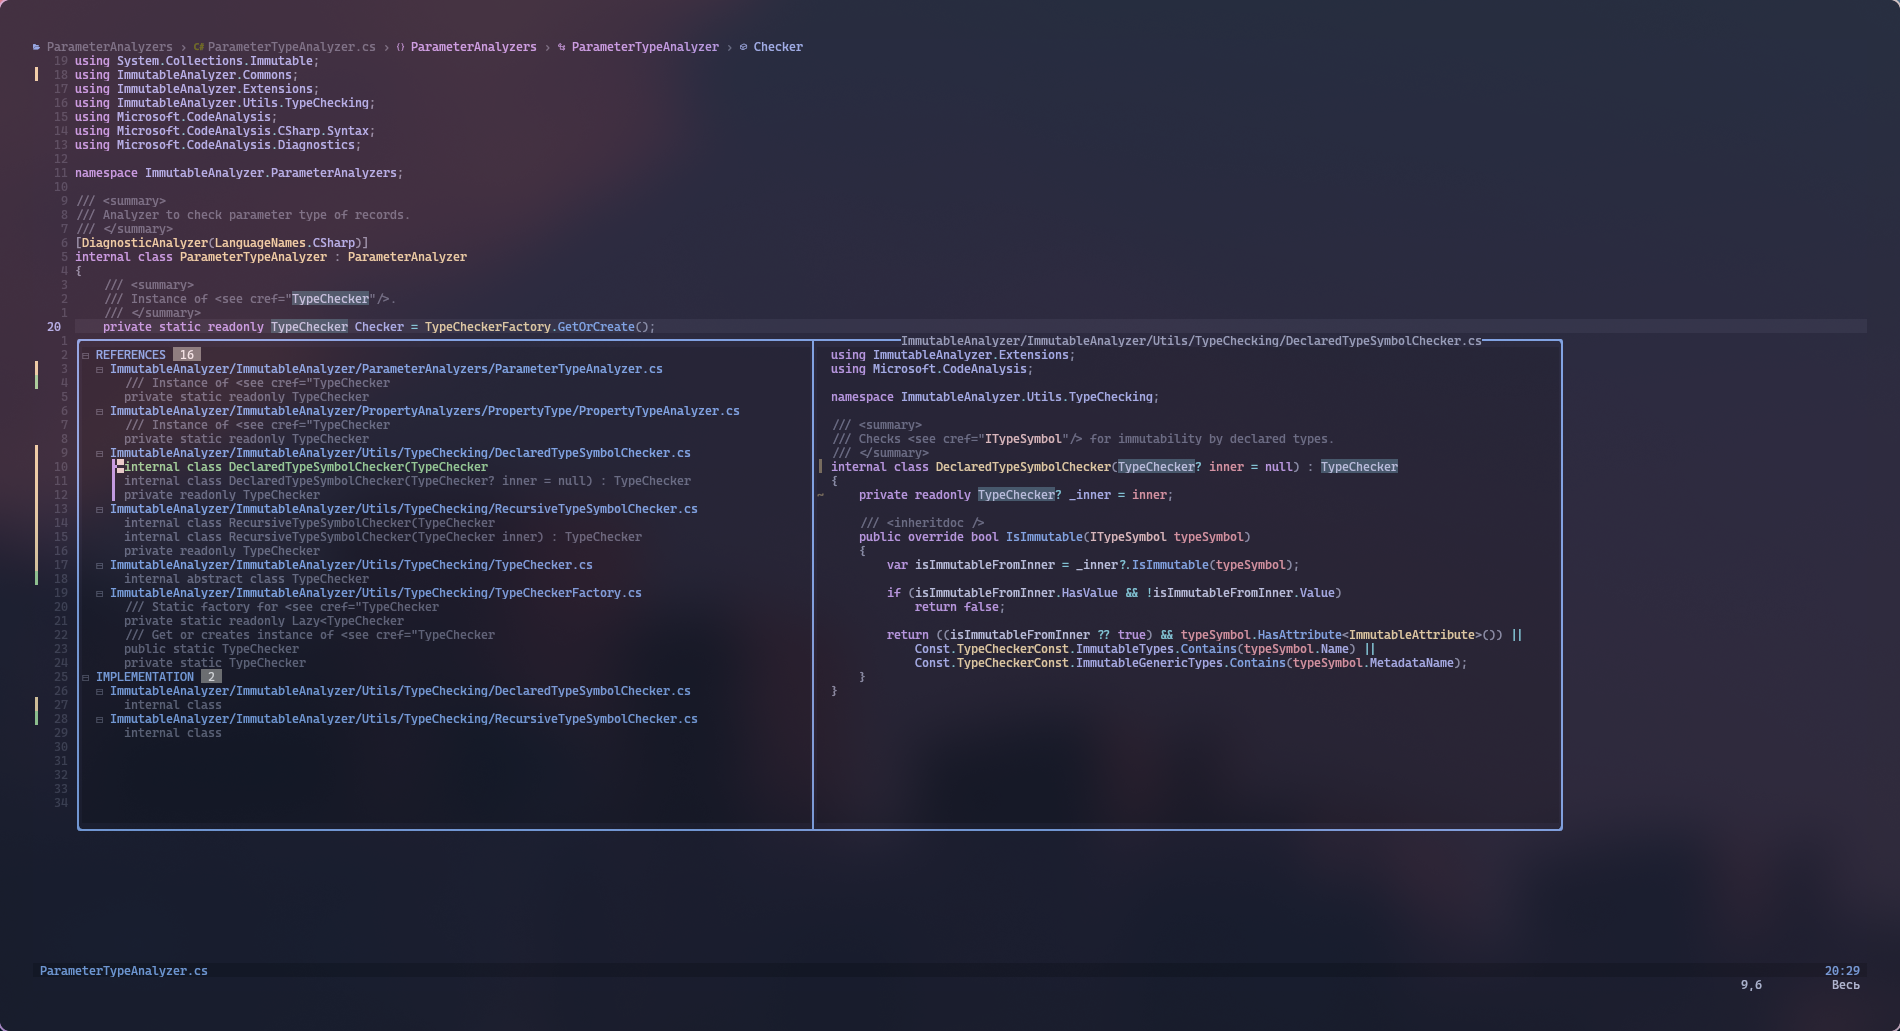 ParameterAnalyzers › C# ParameterTypeAnalyzer.cs › {} ParameterAnalyzers › ParameterTypeAnalyzer › Checker
19 using System.Collections.Immutable;
18 using ImmutableAnalyzer.Commons;
17 using ImmutableAnalyzer.Extensions;
16 using ImmutableAnalyzer.Utils.TypeChecking;
15 using Microsoft.CodeAnalysis;
14 using Microsoft.CodeAnalysis.CSharp.Syntax;
13 using Microsoft.CodeAnalysis.Diagnostics;
12
11 namespace ImmutableAnalyzer.ParameterAnalyzers;
10
9 /// <summary>
8 /// Analyzer to check parameter type of records.
7 /// </summary>
6 [DiagnosticAnalyzer(LanguageNames.CSharp)]
5 internal class ParameterTypeAnalyzer : ParameterAnalyzer
4 {
3 /// <summary>
2 /// Instance of <see cref="TypeChecker"/>.
1 /// </summary>
20 private static readonly TypeChecker Checker = TypeCheckerFactory.GetOrCreate();
1
2 REFERENCES 16
3 ImmutableAnalyzer/ImmutableAnalyzer/ParameterAnalyzers/ParameterTypeAnalyzer.cs
4 /// Instance of <see cref="TypeChecker
5 private static readonly TypeChecker
6 ImmutableAnalyzer/ImmutableAnalyzer/PropertyAnalyzers/PropertyType/PropertyTypeAnalyzer.cs
7 /// Instance of <see cref="TypeChecker
8 private static readonly TypeChecker
9 ImmutableAnalyzer/ImmutableAnalyzer/Utils/TypeChecking/DeclaredTypeSymbolChecker.cs
10 internal class DeclaredTypeSymbolChecker(TypeChecker
11 internal class DeclaredTypeSymbolChecker(TypeChecker? inner = null) : TypeChecker
12 private readonly TypeChecker
13 ImmutableAnalyzer/ImmutableAnalyzer/Utils/TypeChecking/RecursiveTypeSymbolChecker.cs
14 internal class RecursiveTypeSymbolChecker(TypeChecker
15 internal class RecursiveTypeSymbolChecker(TypeChecker inner) : TypeChecker
16 private readonly TypeChecker
17 ImmutableAnalyzer/ImmutableAnalyzer/Utils/TypeChecking/TypeChecker.cs
18 internal abstract class TypeChecker
19 ImmutableAnalyzer/ImmutableAnalyzer/Utils/TypeChecking/TypeCheckerFactory.cs
20 /// Static factory for <see cref="TypeChecker
21 private static readonly Lazy<TypeChecker
22 /// Get or creates instance of <see cref="TypeChecker
23 public static TypeChecker
24 private static TypeChecker
25 IMPLEMENTATION 2
26 ImmutableAnalyzer/ImmutableAnalyzer/Utils/TypeChecking/DeclaredTypeSymbolChecker.cs
27 internal class
28 ImmutableAnalyzer/ImmutableAnalyzer/Utils/TypeChecking/RecursiveTypeSymbolChecker.cs
29 internal class
30
31
32
33
34
ImmutableAnalyzer/ImmutableAnalyzer/Utils/TypeChecking/DeclaredTypeSymbolChecker.cs
using ImmutableAnalyzer.Extensions;
using Microsoft.CodeAnalysis;
namespace ImmutableAnalyzer.Utils.TypeChecking;
/// <summary>
/// Checks <see cref="ITypeSymbol"/> for immutability by declared types.
/// </summary>
internal class DeclaredTypeSymbolChecker(TypeChecker? inner = null) : TypeChecker
{
~ private readonly TypeChecker? _inner = inner;
/// <inheritdoc />
public override bool IsImmutable(ITypeSymbol typeSymbol)
{
var isImmutableFromInner = _inner?.IsImmutable(typeSymbol);
if (isImmutableFromInner.HasValue && !isImmutableFromInner.Value)
return false;
return ((isImmutableFromInner ?? true) && typeSymbol.HasAttribute<ImmutableAttribute>()) ||
Const.TypeCheckerConst.ImmutableTypes.Contains(typeSymbol.Name) ||
Const.TypeCheckerConst.ImmutableGenericTypes.Contains(typeSymbol.MetadataName);
}
}
ParameterTypeAnalyzer.cs 20:29
9,6 Весь